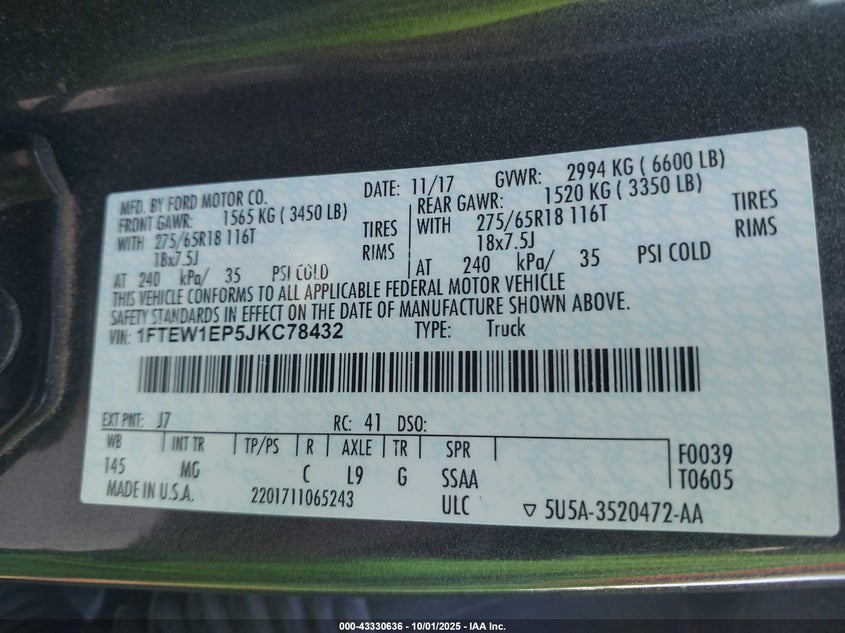 MFD. BY FORD MOTOR CO. DATE: 11/17 GVWR: 2994 KG ( 6600 LB)
FRONT GAWR: 1565 KG ( 3450 LB) REAR GAWR: 1520 KG ( 3350 LB)
WITH 275/65R18 116T TIRES WITH 275/65R18 116T TIRES
18x7.5J RIMS 18x7.5J RIMS
AT 240 kPa/ 35 PSI COLD AT 240 kPa/ 35 PSI COLD
THIS VEHICLE CONFORMS TO ALL APPLICABLE FEDERAL MOTOR VEHICLE
SAFETY STANDARDS IN EFFECT ON THE DATE OF MANUFACTURE SHOWN ABOVE.
VIN: 1FTEW1EP5JKC78432 TYPE: Truck
EXT PNT: J7 RC: 41 DSO:
WB INT TR TP/PS R AXLE TR SPR F0039
145 MG C L9 G SSAA T0605
MADE IN U.S.A. 2201711065243 ULC ▽ 5U5A-3520472-AA
000-43330636 - 10/01/2025 - IAA Inc.